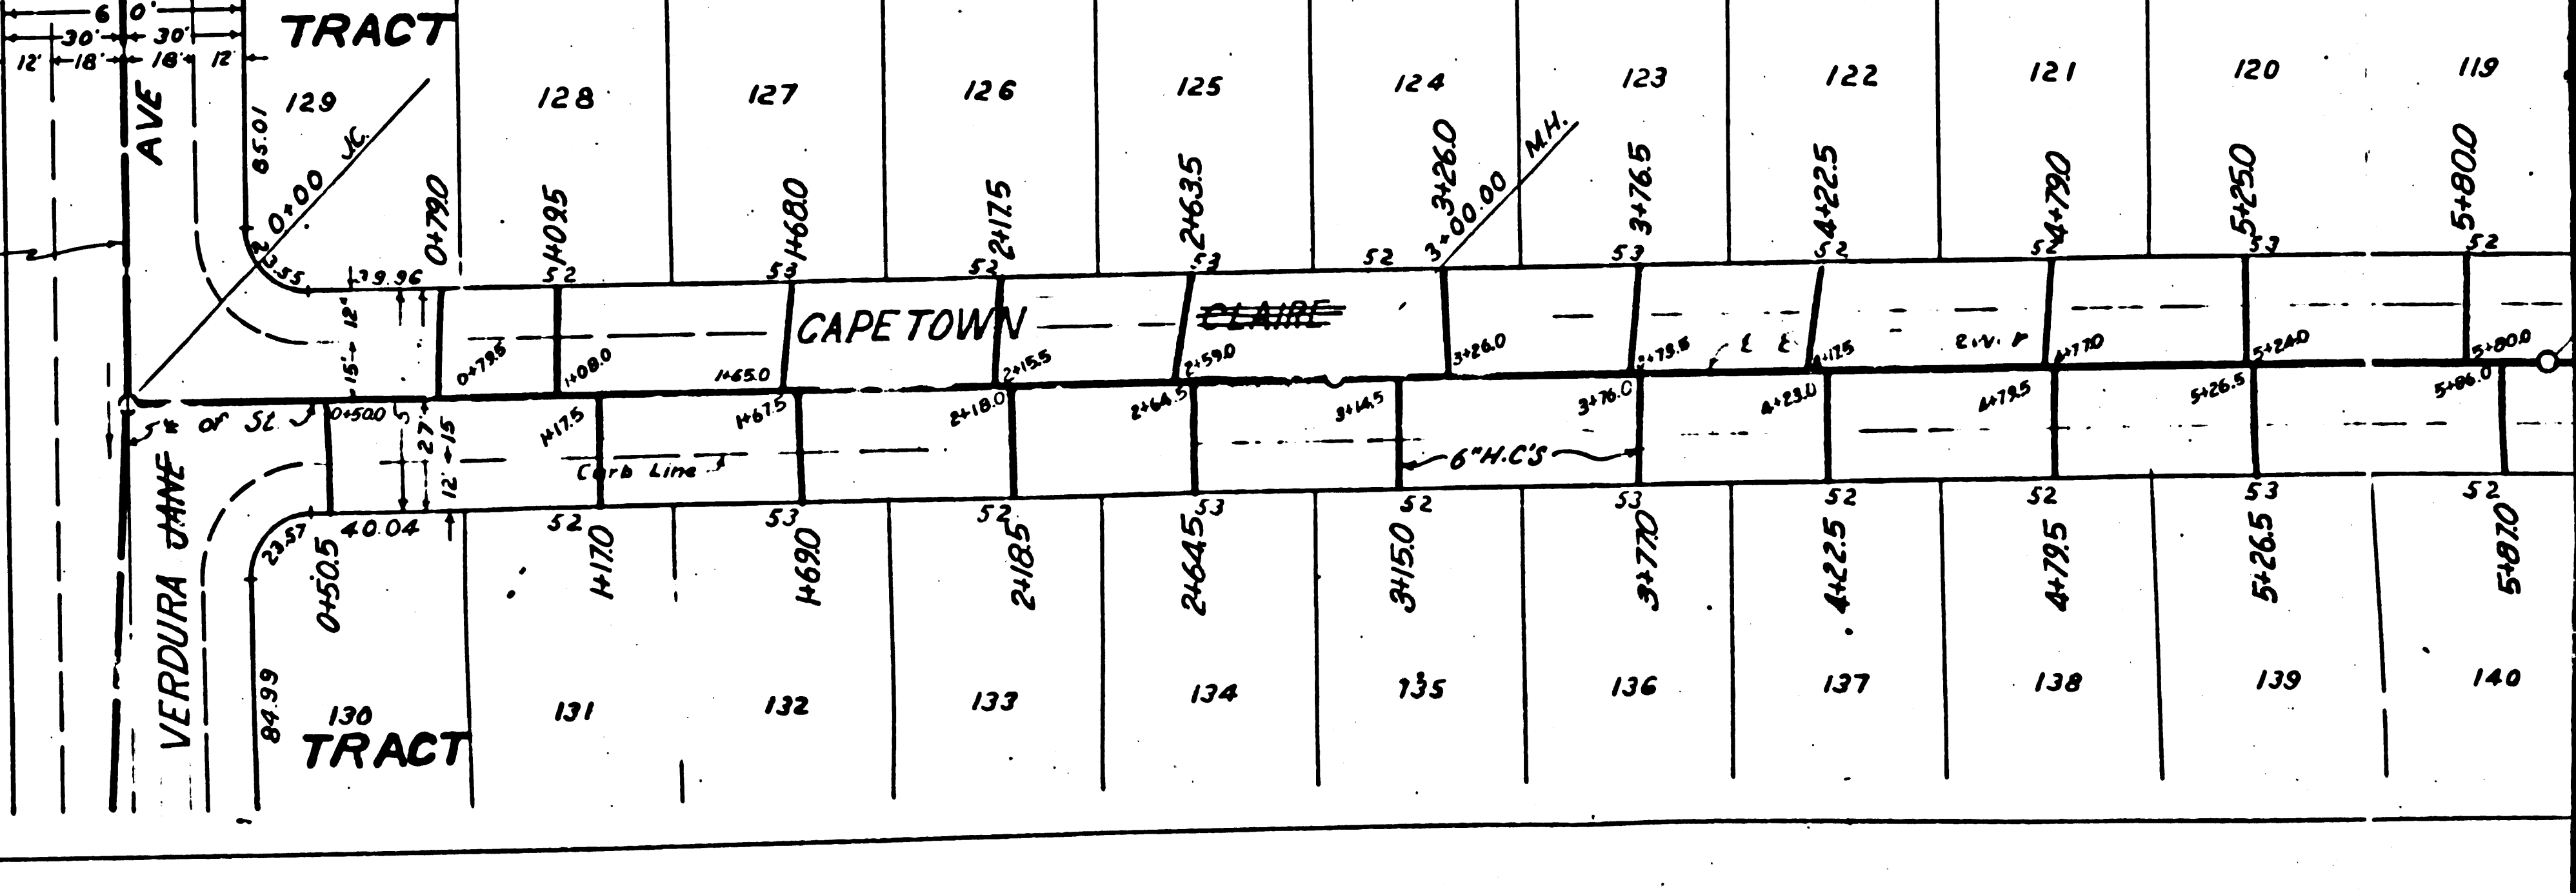 60'
30' 30'
12' 18' 18' 12'
TRACT
AVE
85.01
129 128 127 126 125 124 123 122 121 120 119
0+00 J.C.
3+00.00 M.H.
0+79.0 1+09.5 1+68.0 2+17.5 2+63.5 3+26.0 3+76.5 4+22.5 4+79.0 5+25.0 5+80.0
23.55
39.96
52 53 52 53 52 53 52 52 53 52
15' 12'
CAPE TOWN CLAIRE
0+79.5 1+08.0 1+65.0 2+15.5 2+59.0 3+26.0 3+79.5 4+17.5 4+77.0 5+24.0 5+80.0
of St.
0+50.0 1+17.5 1+67.5 2+18.0 2+64.5 3+14.5 3+76.0 4+23.0 4+79.5 5+26.5 5+86.0
27'
12' 15
Curb Line
6" H.C'S
VERDURA JANE
23.57
40.04
52 53 52 53 52 53 52 52 53 52
0+50.5 1+17.0 1+69.0 2+18.5 2+64.5 3+15.0 3+77.0 4+22.5 4+79.5 5+26.5 5+87.0
84.99
130 131 132 133 134 135 136 137 138 139 140
TRACT